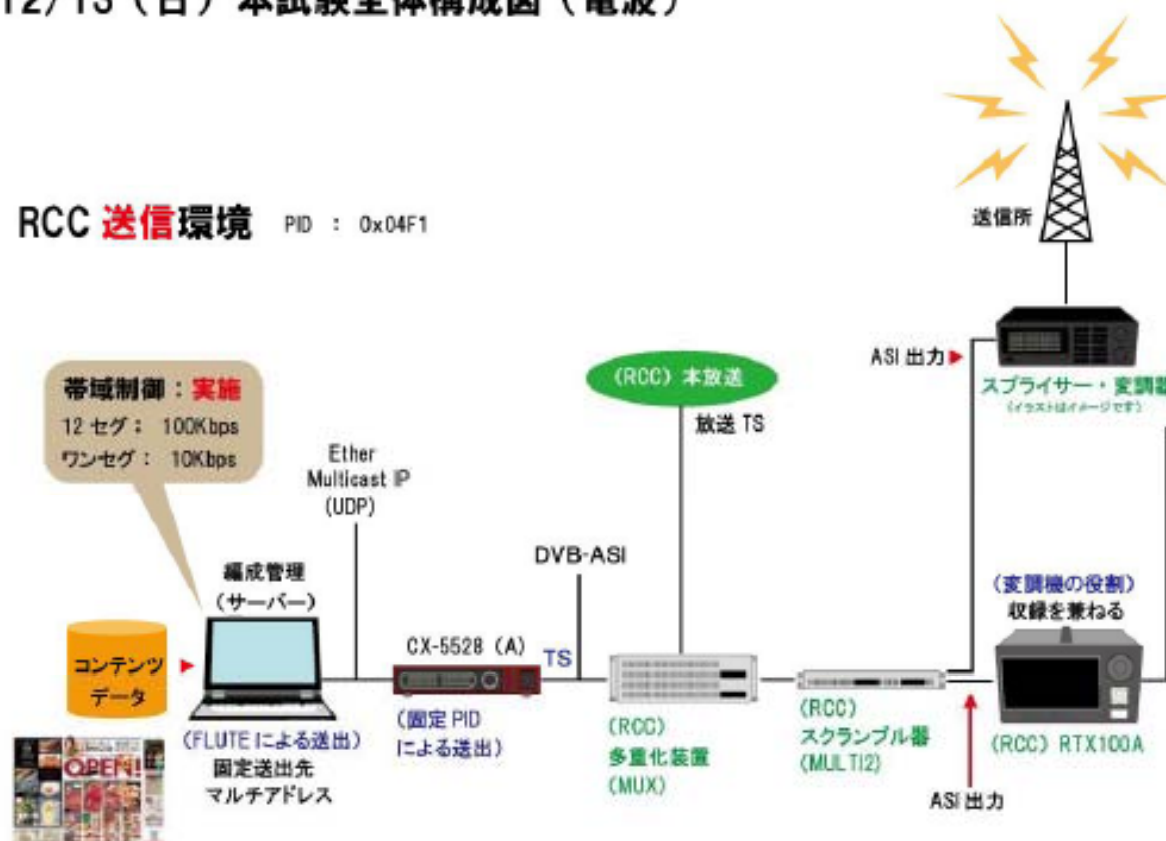 12/13（日）本試験全体構成図（電波）
RCC 送信環境 PID : 0x04F1
送信所
ASI 出力
スプライサー・変調器
（イラストはイメージです）
帯域制御：実施
12 セグ： 100Kbps
ワンセグ： 10Kbps
（RCC）本放送
放送 TS
Ether
Multicast IP
(UDP)
DVB-ASI
編成管理
（サーバー）
コンテンツ
データ
CX-5528 (A)
TS
（変調機の役割）
収録を兼ねる
（FLUTE による送出）
固定送出先
マルチアドレス
（固定 PID
による送出）
（RCC）
多重化装置
(MUX)
（RCC）
スクランブル器
(MULTI2)
（RCC）RTX100A
ASI 出力
OPEN!